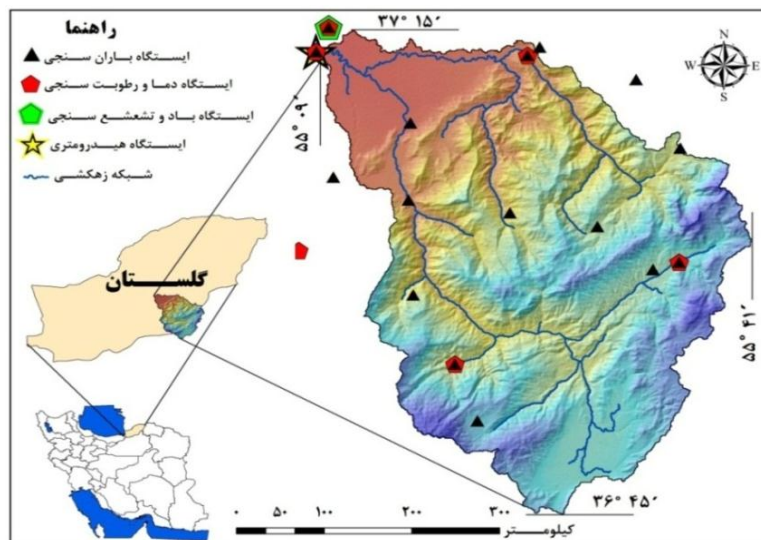 راهنما
ایستگاه باران سنجی
ایستگاه دما و رطوبت سنجی
ایستگاه باد و تشعشع سنجی
ایستگاه هیدرومتری
شبکه زهکشی
۳۷° ۱۵′
۵۵° ۰۹′
N
W E
S
گلستان
۵۵° ۴۱′
۳۶° ۴۵′
۰ ۵۰ ۱۰۰ ۲۰۰ ۳۰۰
کیلومتر